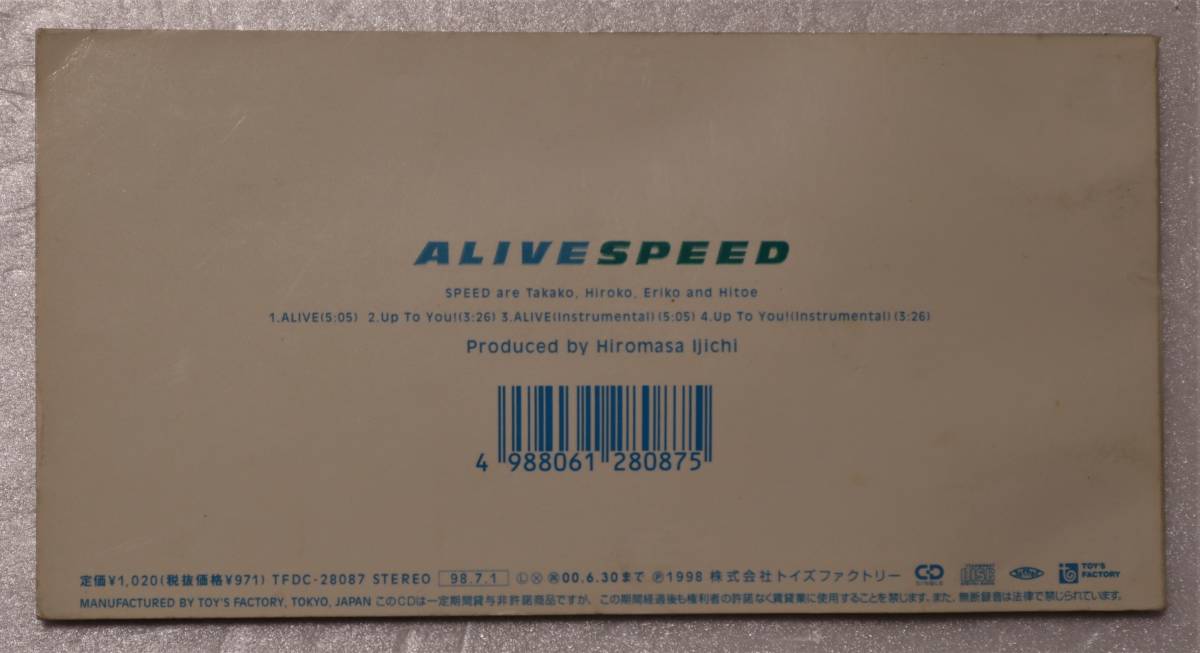 ALIVESPEED
SPEED are Takako, Hiroko, Eriko and Hitoe
1.ALIVE(5:05) 2.Up To You!(3:26) 3.ALIVE(Instrumental)(5:05) 4.Up To You!(Instrumental)(3:26)
Produced by Hiromasa Ijichi
4 988061 280875
定価¥1,020(税抜価格¥971) TFDC-28087 STEREO 98.7.1 Ⓛ Ⓧ 00.6.30まで ℗1998 株式会社トイズファクトリー
TOY'S FACTORY
MANUFACTURED BY TOY'S FACTORY, TOKYO, JAPAN このCDは一定期間貸与非許諾商品ですが、この期間経過後も権利者の許諾なく賃貸業に使用することを禁じます。また、無断録音は法律で禁じられています。